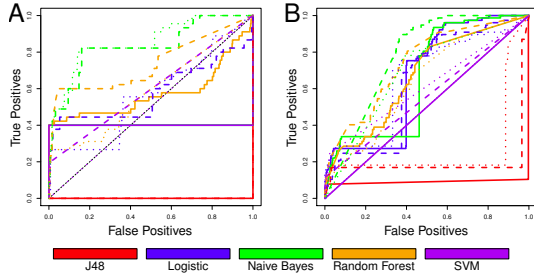 A
B
True Positives
1.0
0.8
0.6
0.4
0.2
0.0
0.0
0.2
0.4
0.6
0.8
1.0
False Positives
True Positives
1.0
0.8
0.6
0.4
0.2
0.0
0.0
0.2
0.4
0.6
0.8
1.0
False Positives
J48
Logistic
Naive Bayes
Random Forest
SVM